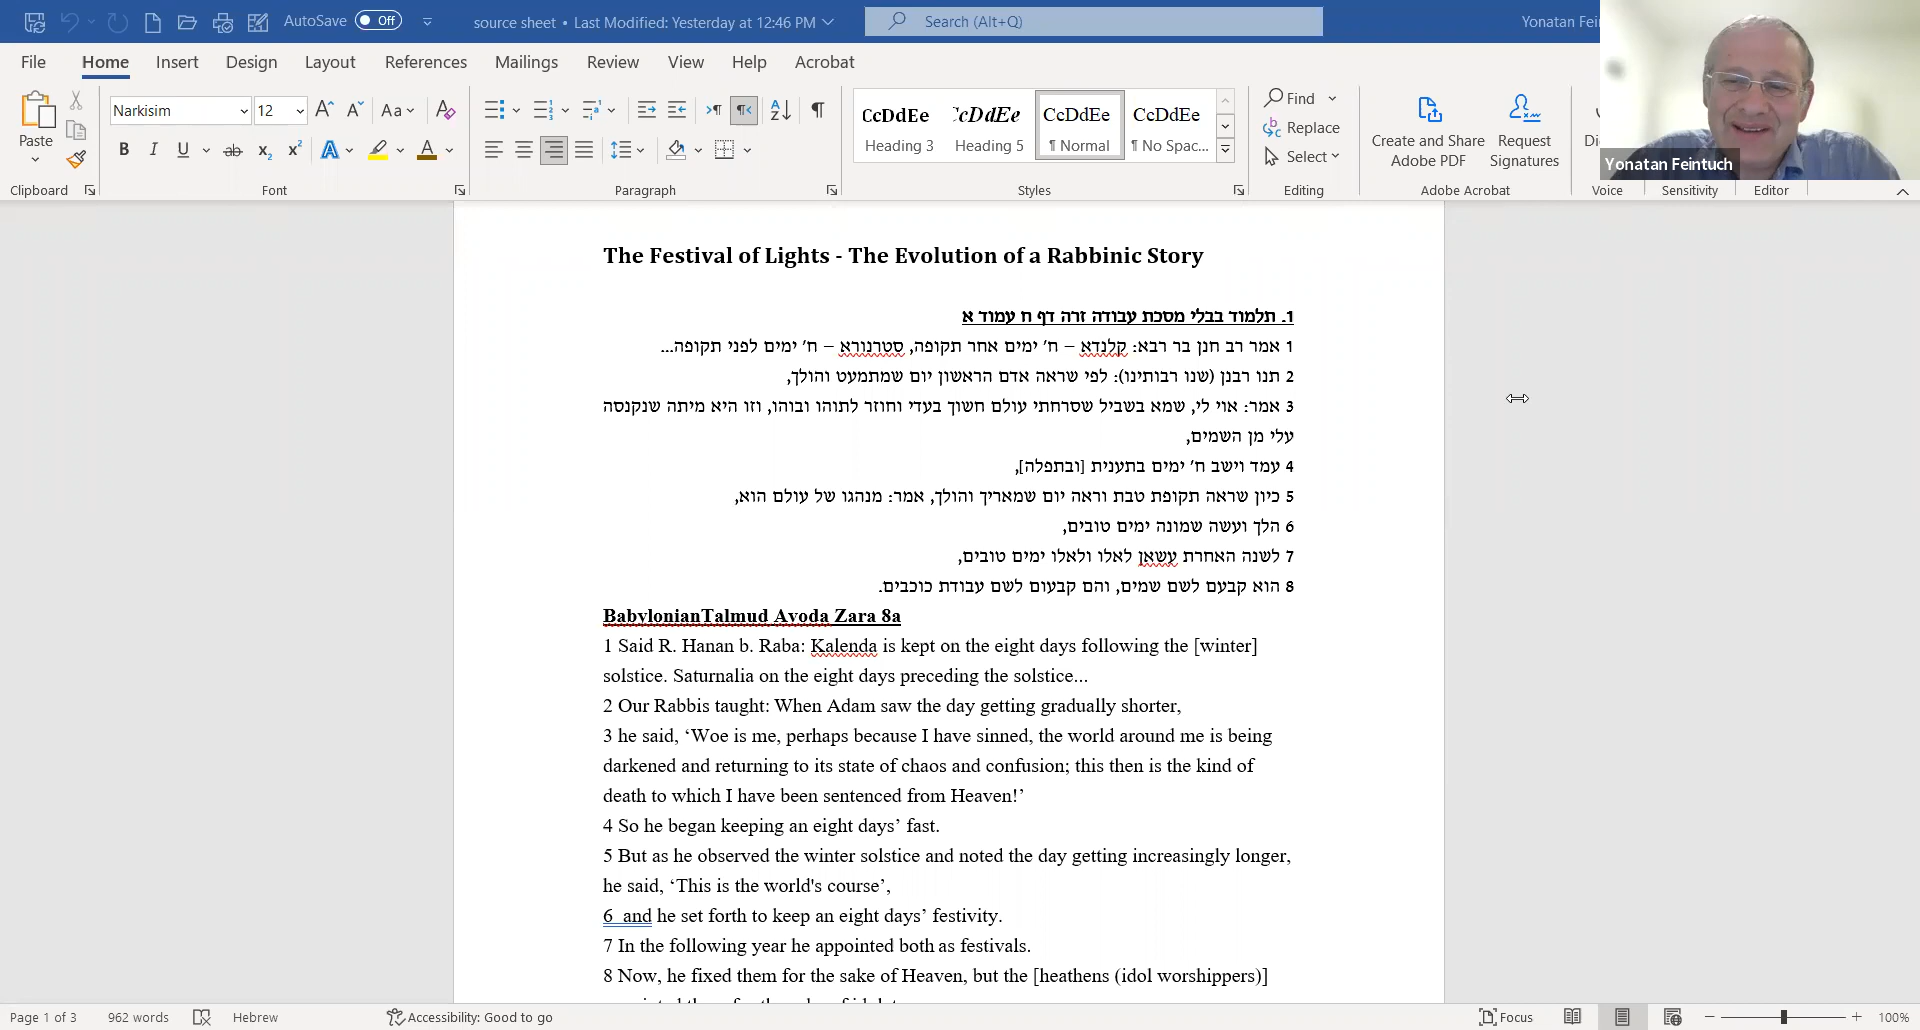 AutoSave Off
source sheet • Last Modified: Yesterday at 12:46 PM
Search (Alt+Q)
Yonatan Fei
File Home Insert Design Layout References Mailings Review View Help Acrobat
Narkisim 12 Aa
CcDdEe CcDdEe CcDdEe CcDdEe
Heading 3 Heading 5 ¶ Normal ¶ No Spac...
Paste
Find
Replace
Select
Create and Share Adobe PDF
Request Signatures
Yonatan Feintuch
Clipboard Font Paragraph Styles Editing Adobe Acrobat Voice Sensitivity Editor
The Festival of Lights - The Evolution of a Rabbinic Story
1. תלמוד בבלי מסכת עבודה זרה דף ח עמוד א
1 אמר רב חנן בר רבא: קלנדא – ח' ימים אחר תקופה, סטרנורא – ח' ימים לפני תקופה...
2 תנו רבנן (שנו רבותינו): לפי שראה אדם הראשון יום שמתמעט והולך,
3 אמר: אוי לי, שמא בשביל שסרחתי עולם חשוך בעדי וחוזר לתוהו ובוהו, וזו היא מיתה שנקנסה
עלי מן השמים,
4 עמד וישב ח' ימים בתענית [ובתפלה],
5 כיון שראה תקופת טבת וראה יום שמאריך והולך, אמר: מנהגו של עולם הוא,
6 הלך ועשה שמונה ימים טובים,
7 לשנה האחרת עשאן לאלו ולאלו ימים טובים,
8 הוא קבעם לשם שמים, והם קבעום לשם עבודת כוכבים.
BabylonianTalmud Avoda Zara 8a
1 Said R. Hanan b. Raba: Kalenda is kept on the eight days following the [winter]
solstice. Saturnalia on the eight days preceding the solstice...
2 Our Rabbis taught: When Adam saw the day getting gradually shorter,
3 he said, ‘Woe is me, perhaps because I have sinned, the world around me is being
darkened and returning to its state of chaos and confusion; this then is the kind of
death to which I have been sentenced from Heaven!’
4 So he began keeping an eight days’ fast.
5 But as he observed the winter solstice and noted the day getting increasingly longer,
he said, ‘This is the world's course’,
6 and he set forth to keep an eight days’ festivity.
7 In the following year he appointed both as festivals.
8 Now, he fixed them for the sake of Heaven, but the [heathens (idol worshippers)]
Page 1 of 3 962 words Hebrew Accessibility: Good to go Focus 100%